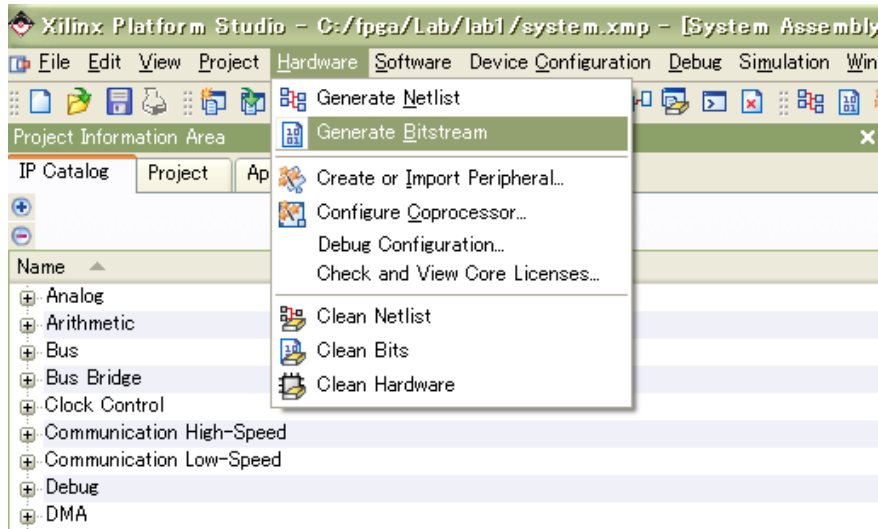 Xilinx Platform Studio - C:/fpga/Lab/lab1/system.xmp - [System Assembly
File Edit View Project Hardware Software Device Configuration Debug Simulation Win
Generate Netlist
Project Information Area
Generate Bitstream
IP Catalog Project Ap
Create or Import Peripheral...
Configure Coprocessor...
Debug Configuration...
Name
Check and View Core Licenses...
Analog
Clean Netlist
Arithmetic
Bus
Clean Bits
Bus Bridge
Clean Hardware
Clock Control
Communication High-Speed
Communication Low-Speed
Debug
DMA